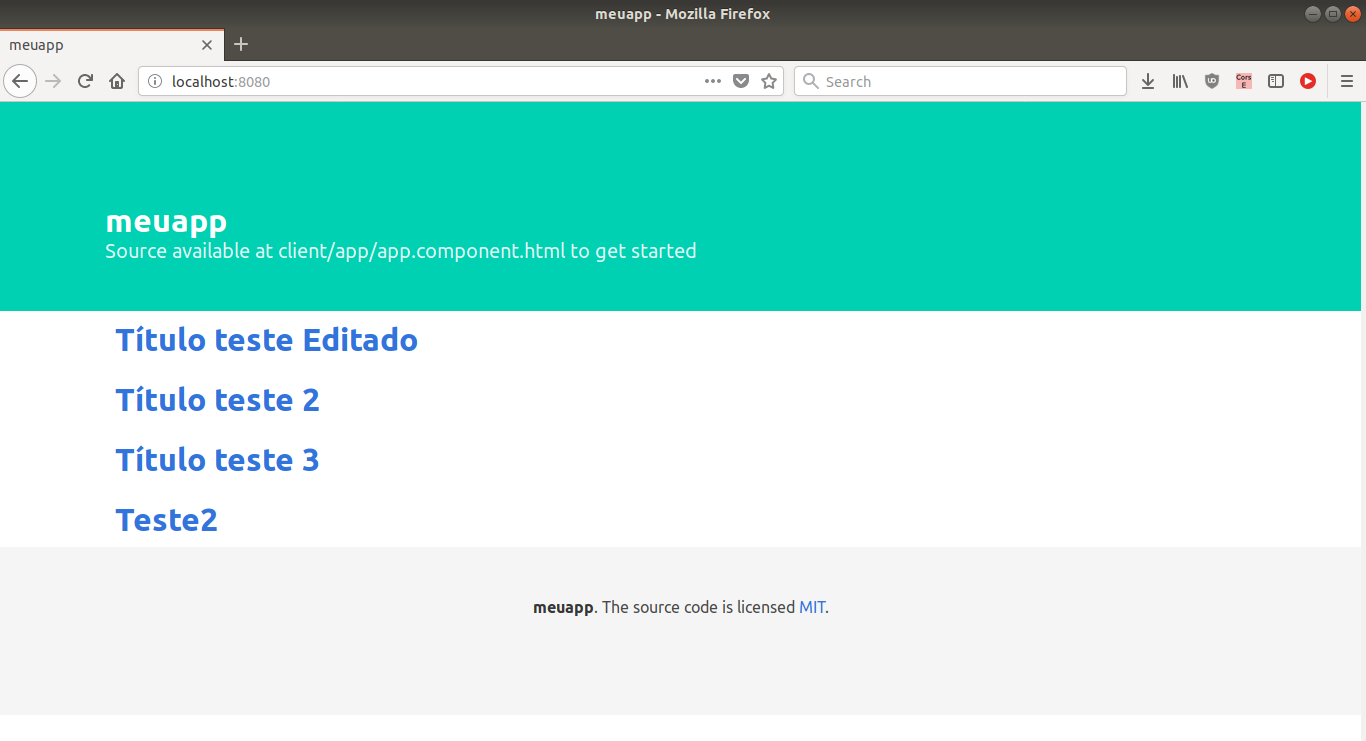 meuapp - Mozilla Firefox
meuapp
localhost:8080
Search
Cors E
meuapp
Source available at client/app/app.component.html to get started
Título teste Editado
Título teste 2
Título teste 3
Teste2
meuapp. The source code is licensed MIT.